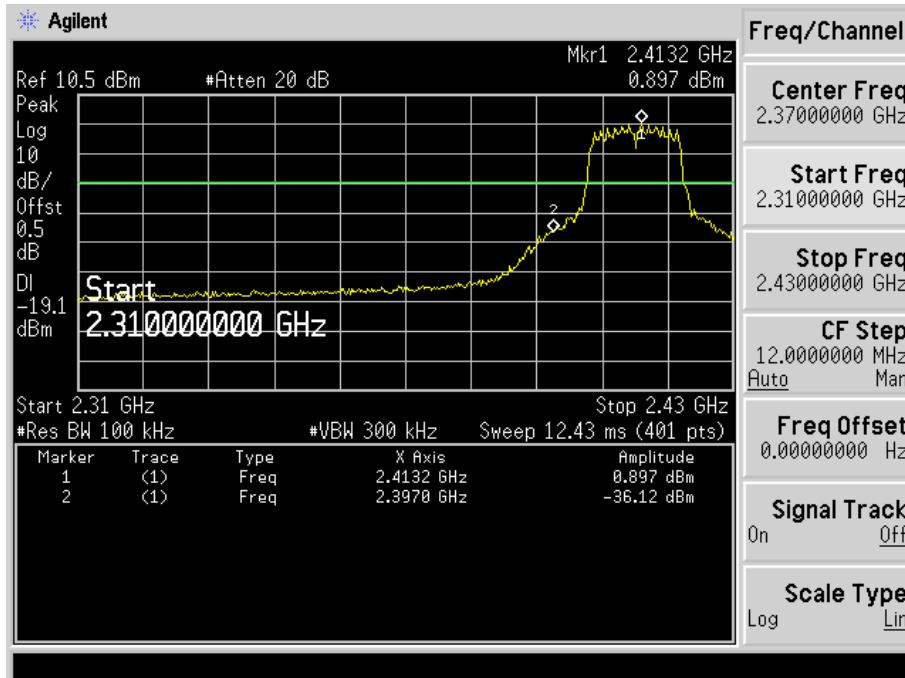 Agilent
Freq/Channel
Mkr1 2.4132 GHz
Ref 10.5 dBm #Atten 20 dB 0.897 dBm
Peak
Log
10
dB/
Offst
0.5
dB
DI
-19.1
dBm
1
2
Start
2.310000000 GHz
Start 2.31 GHz Stop 2.43 GHz
#Res BW 100 kHz #VBW 300 kHz Sweep 12.43 ms (401 pts)
Marker Trace Type X Axis Amplitude
1 (1) Freq 2.4132 GHz 0.897 dBm
2 (1) Freq 2.3970 GHz -36.12 dBm
Center Freq
2.37000000 GHz
Start Freq
2.31000000 GHz
Stop Freq
2.43000000 GHz
CF Step
12.0000000 MHz
Auto Man
Freq Offset
0.00000000 Hz
Signal Track
On Off
Scale Type
Log Lin